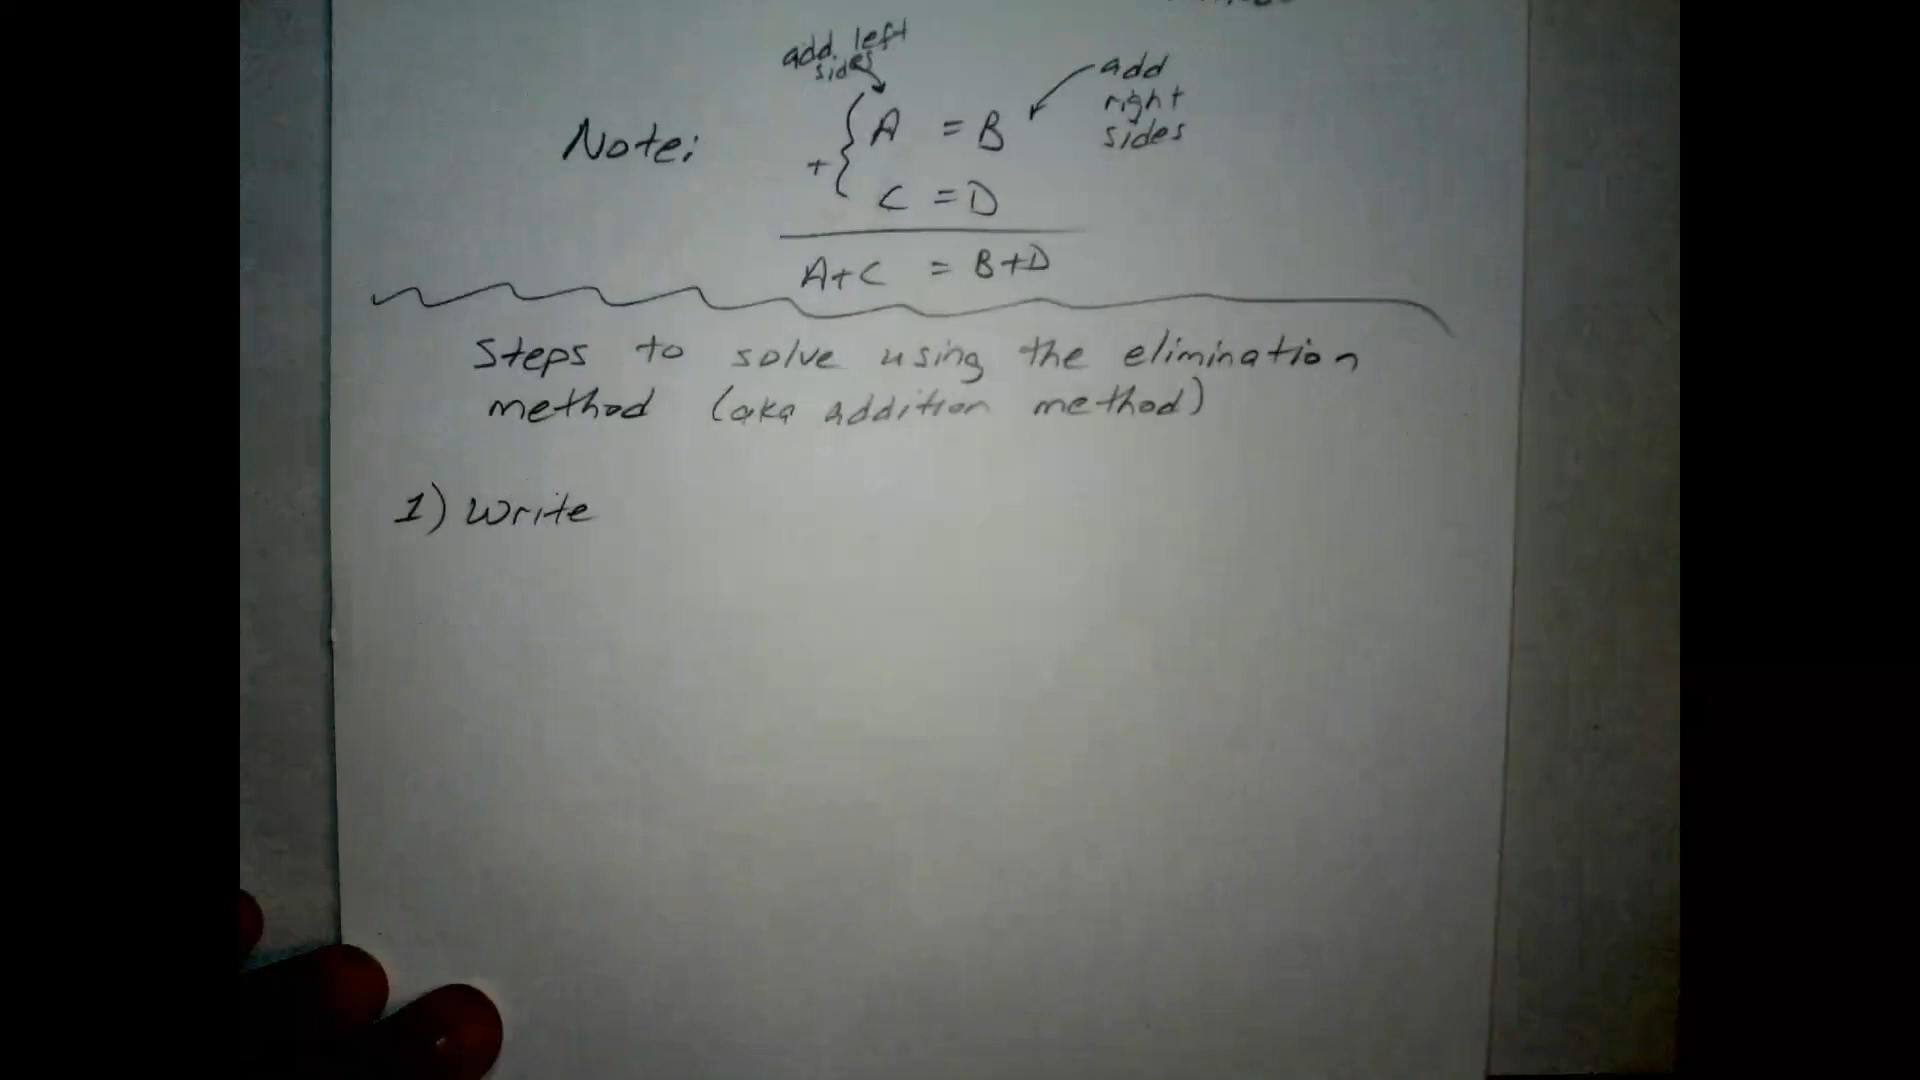 add left
sides
add
right
sides
Note:
A = B
+
C = D
A+C = B+D
Steps to solve using the elimination
method (aka addition method)
1) Write